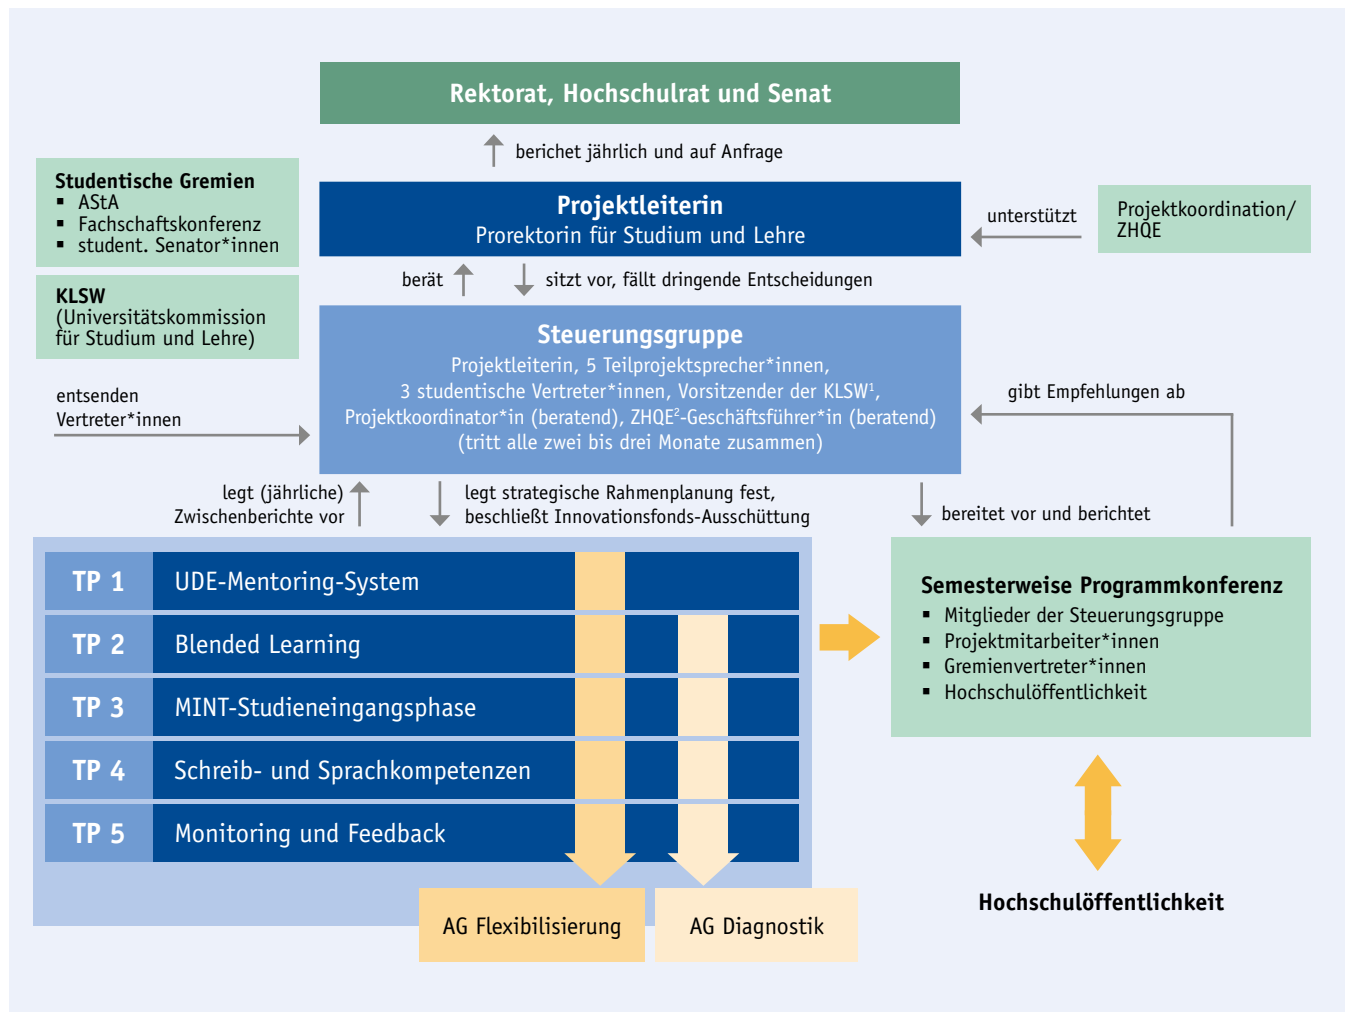 Rektorat, Hochschulrat und Senat
berichet jährlich und auf Anfrage
Studentische Gremien
▪ AStA
▪ Fachschaftskonferenz
▪ student. Senator*innen
Projektleiterin
Prorektorin für Studium und Lehre
unterstützt
Projektkoordination/
ZHQE
berät
sitzt vor, fällt dringende Entscheidungen
KLSW
(Universitätskommission
für Studium und Lehre)
Steuerungsgruppe
Projektleiterin, 5 Teilprojektsprecher*innen,
3 studentische Vertreter*innen, Vorsitzender der KLSW¹,
Projektkoordinator*in (beratend), ZHQE²-Geschäftsführer*in (beratend)
(tritt alle zwei bis drei Monate zusammen)
entsenden
Vertreter*innen
gibt Empfehlungen ab
legt (jährliche)
Zwischenberichte vor
legt strategische Rahmenplanung fest,
beschließt Innovationsfonds-Ausschüttung
bereitet vor und berichtet
TP 1 UDE-Mentoring-System
TP 2 Blended Learning
TP 3 MINT-Studieneingangsphase
TP 4 Schreib- und Sprachkompetenzen
TP 5 Monitoring und Feedback
AG Flexibilisierung
AG Diagnostik
Semesterweise Programmkonferenz
▪ Mitglieder der Steuerungsgruppe
▪ Projektmitarbeiter*innen
▪ Gremienvertreter*innen
▪ Hochschulöffentlichkeit
Hochschulöffentlichkeit